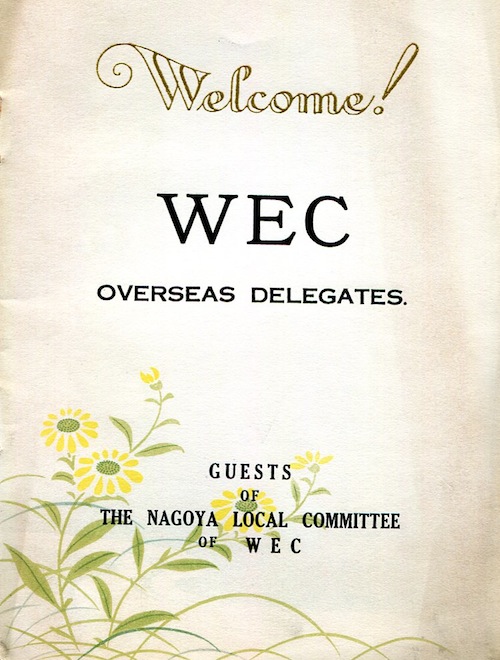 Welcome!
WEC
OVERSEAS DELEGATES.
GUESTS
OF
THE NAGOYA LOCAL COMMITTEE
OF WEC